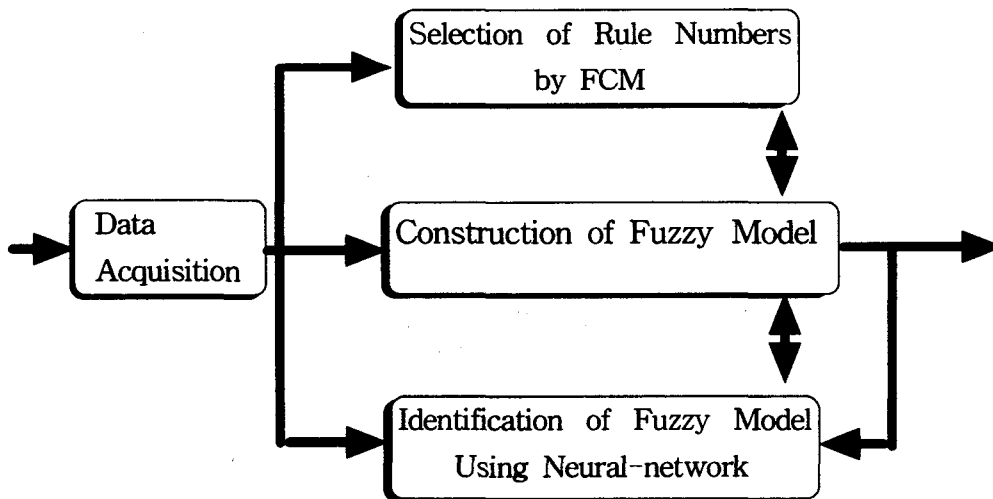 Selection of Rule Numbers
by FCM
Data
Acquisition
Construction of Fuzzy Model
Identification of Fuzzy Model
Using Neural-network